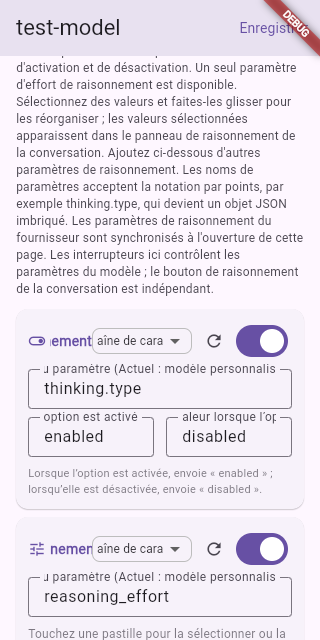 test-model
Enregistr
DEBUG
d'activation et de désactivation. Un seul paramètre
d'effort de raisonnement est disponible.
Sélectionnez des valeurs et faites-les glisser pour
les réorganiser ; les valeurs sélectionnées
apparaissent dans le panneau de raisonnement de
la conversation. Ajoutez ci-dessous d'autres
paramètres de raisonnement. Les noms de
paramètres acceptent la notation par points, par
exemple thinking.type, qui devient un objet JSON
imbriqué. Les paramètres de raisonnement du
fournisseur sont synchronisés à l'ouverture de cette
page. Les interrupteurs ici contrôlent les
paramètres du modèle ; le bouton de raisonnement
de la conversation est indépendant.
ement aîne de cara
u paramètre (Actuel : modèle personnalis
thinking.type
option est activé aleur lorsque l'op
enabled disabled
Lorsque l'option est activée, envoie « enabled » ;
lorsqu'elle est désactivée, envoie « disabled ».
nemen aîne de cara
u paramètre (Actuel : modèle personnalis
reasoning_effort
Touchez une pastille pour la sélectionner ou la